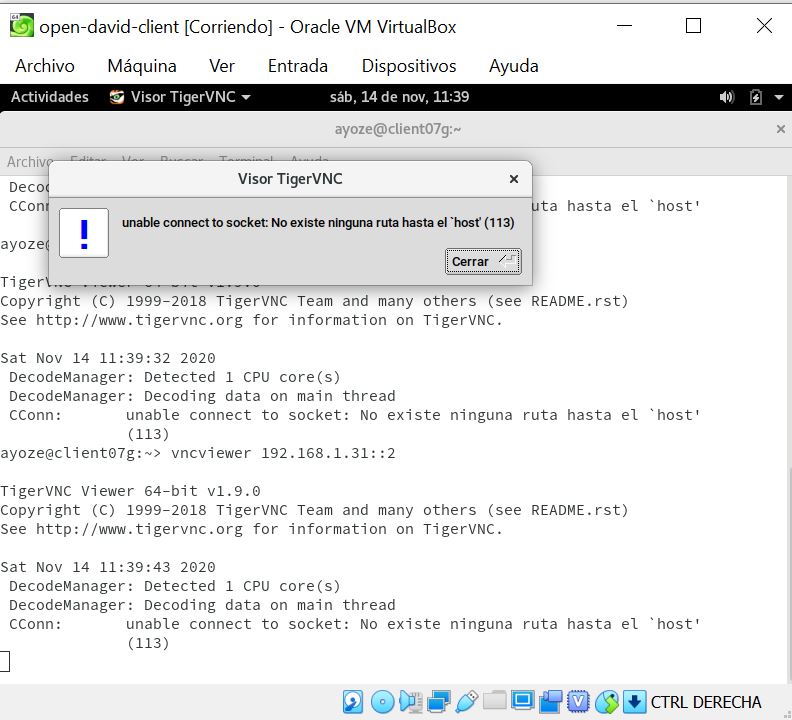 open-david-client [Corriendo] - Oracle VM VirtualBox
Archivo Máquina Ver Entrada Dispositivos Ayuda
Actividades Visor TigerVNC sáb, 14 de nov, 11:39
ayoze@client07g:~
Archivo Editar Ver Buscar Terminal Ayuda
Visor TigerVNC
unable connect to socket: No existe ninguna ruta hasta el `host' (113)
Cerrar
Decod
CConn ruta hasta el `host'
ayoze@
TigerVNC Viewer 64-bit v1.9.0
Copyright (C) 1999-2018 TigerVNC Team and many others (see README.rst)
See http://www.tigervnc.org for information on TigerVNC.
Sat Nov 14 11:39:32 2020
DecodeManager: Detected 1 CPU core(s)
DecodeManager: Decoding data on main thread
CConn: unable connect to socket: No existe ninguna ruta hasta el `host'
(113)
ayoze@client07g:~> vncviewer 192.168.1.31::2
TigerVNC Viewer 64-bit v1.9.0
Copyright (C) 1999-2018 TigerVNC Team and many others (see README.rst)
See http://www.tigervnc.org for information on TigerVNC.
Sat Nov 14 11:39:43 2020
DecodeManager: Detected 1 CPU core(s)
DecodeManager: Decoding data on main thread
CConn: unable connect to socket: No existe ninguna ruta hasta el `host'
(113)
CTRL DERECHA